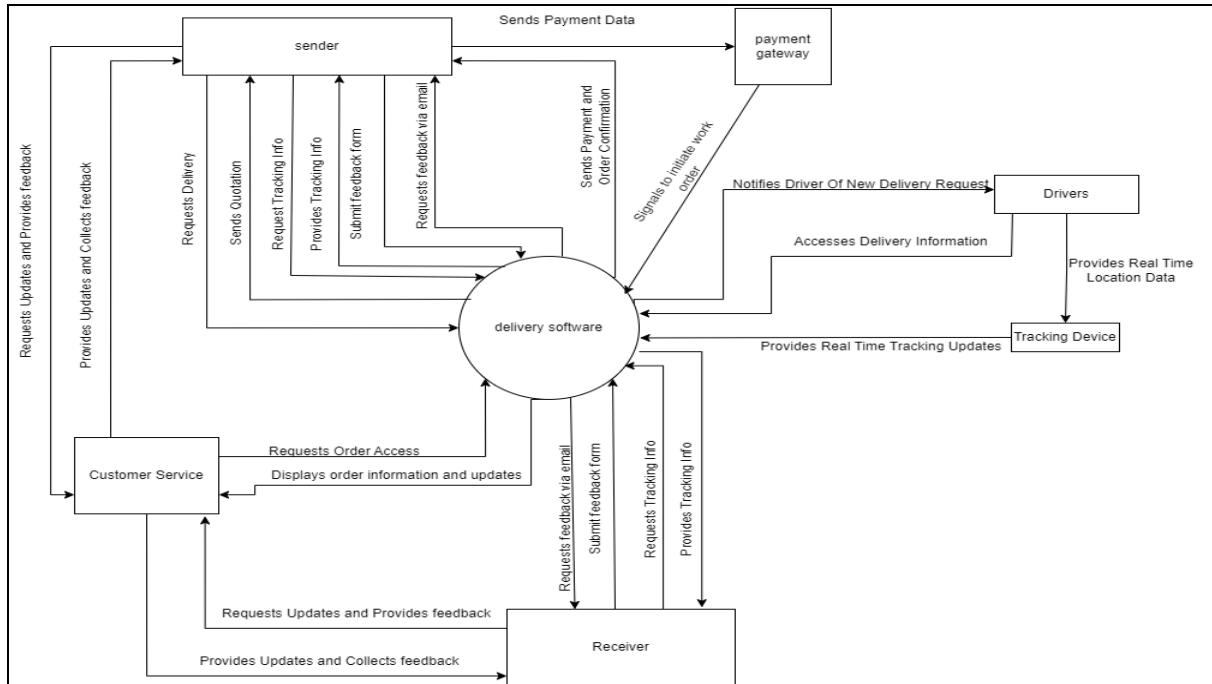 Sends Payment Data
sender
payment
gateway
Requests Updates and Provides feedback
Provides Updates and Collects feedback
Requests Delivery
Sends Quotation
Request Tracking Info
Provides Tracking Info
Submit feedback form
Requests feedback via email
Sends Payment and
Order Confirmation
Signals to initiate work
order
Notifies Driver Of New Delivery Request
Drivers
Accesses Delivery Information
Provides Real Time
Location Data
delivery software
Tracking Device
Provides Real Time Tracking Updates
Customer Service
Requests Order Access
Displays order information and updates
Requests feedback via email
Submit feedback form
Requests Tracking Info
Provides Tracking Info
Requests Updates and Provides feedback
Receiver
Provides Updates and Collects feedback